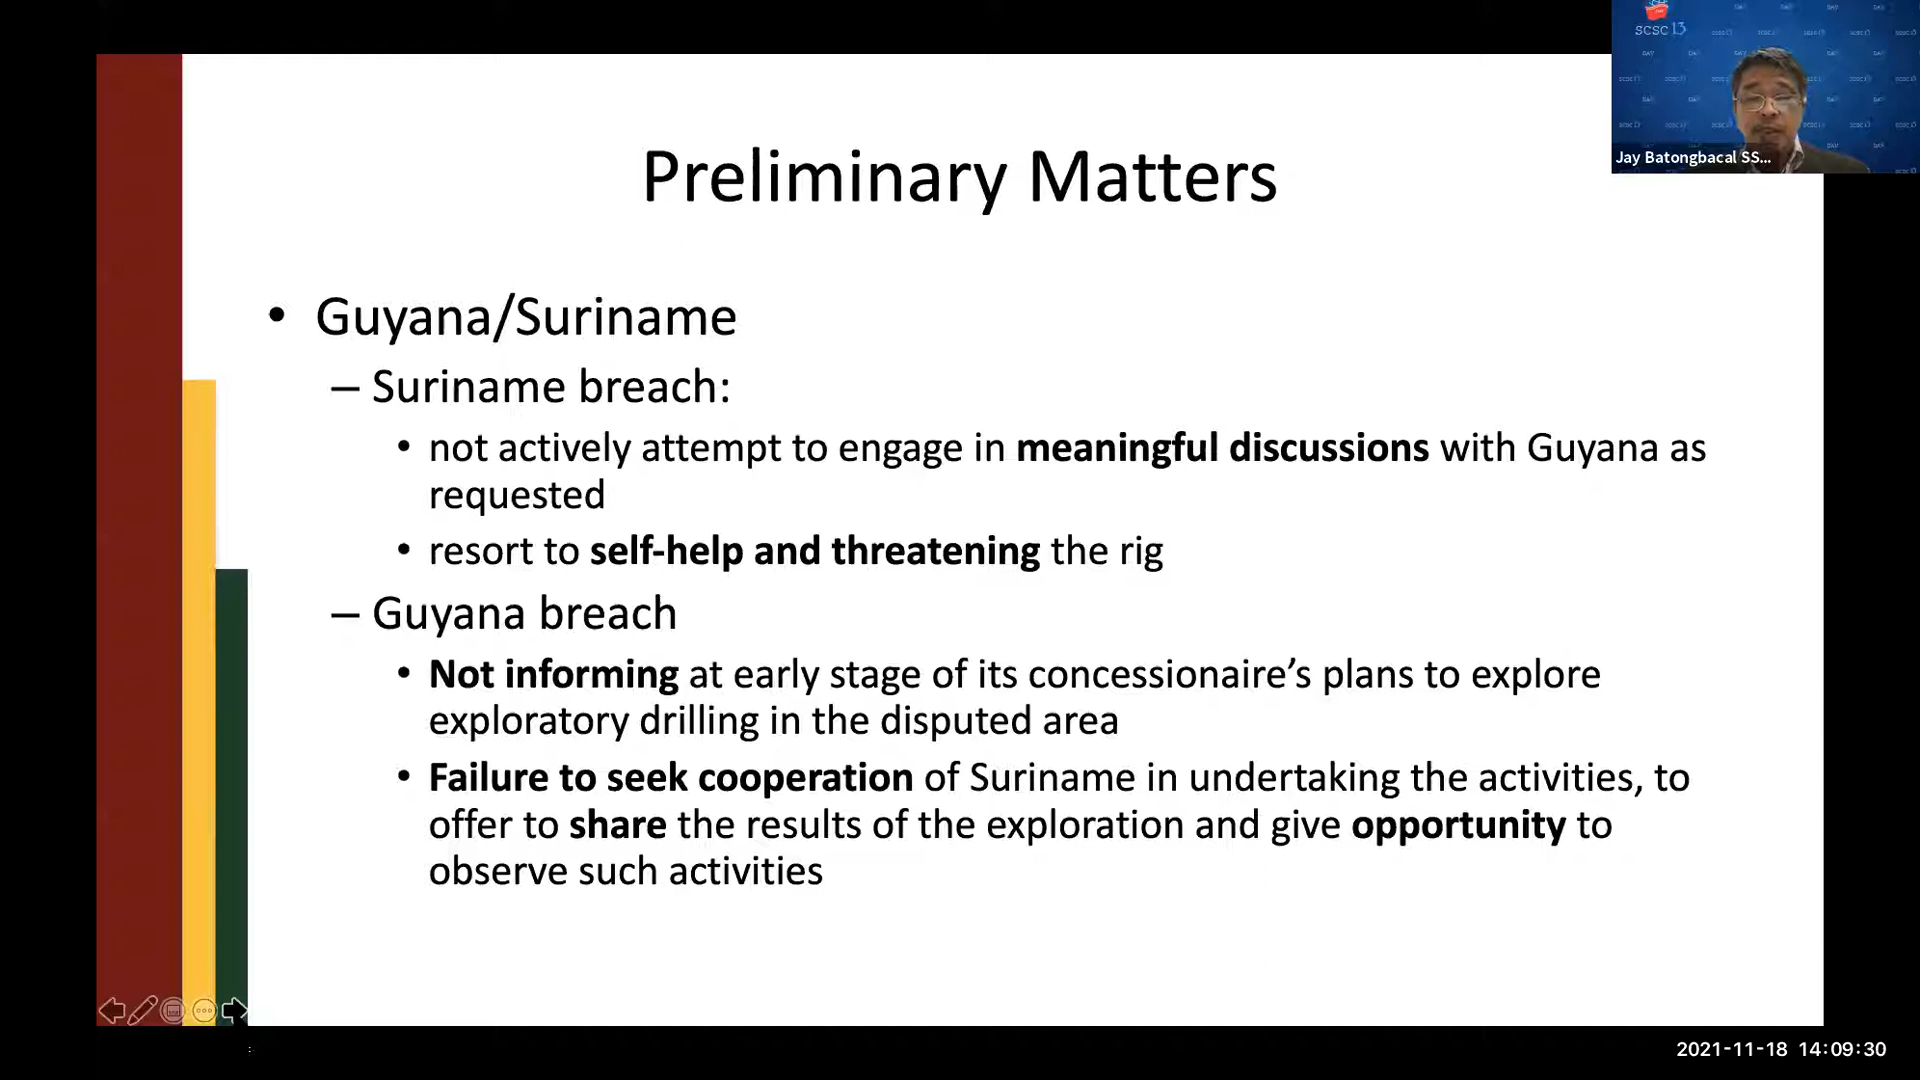 scsc13
Jay Batongbacal SS...
Preliminary Matters
• Guyana/Suriname
– Suriname breach:
• not actively attempt to engage in meaningful discussions with Guyana as
requested
• resort to self-help and threatening the rig
– Guyana breach
• Not informing at early stage of its concessionaire’s plans to explore
exploratory drilling in the disputed area
• Failure to seek cooperation of Suriname in undertaking the activities, to
offer to share the results of the exploration and give opportunity to
observe such activities
2021-11-18 14:09:30